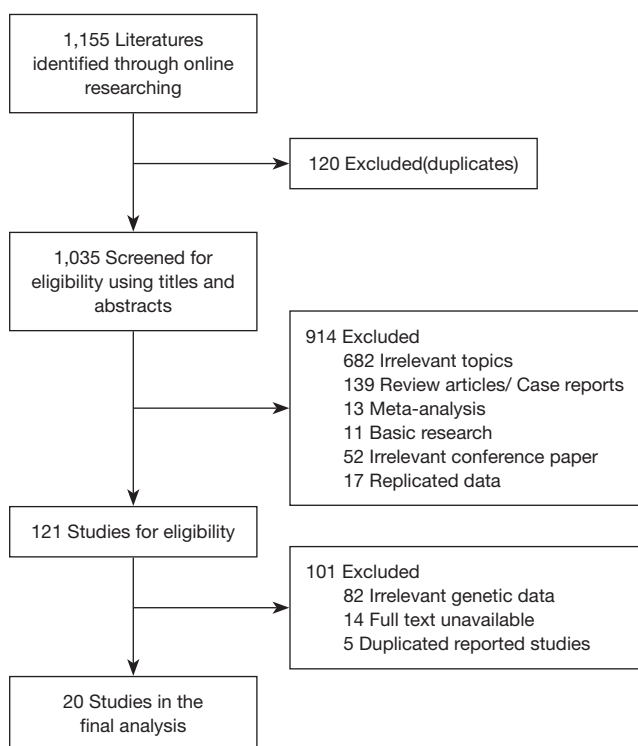 1,155 Literatures
identified through online
researching
120 Excluded(duplicates)
1,035 Screened for
eligibility using titles and
abstracts
914 Excluded
682 Irrelevant topics
139 Review articles/ Case reports
13 Meta-analysis
11 Basic research
52 Irrelevant conference paper
17 Replicated data
121 Studies for eligibility
101 Excluded
82 Irrelevant genetic data
14 Full text unavailable
5 Duplicated reported studies
20 Studies in the
final analysis